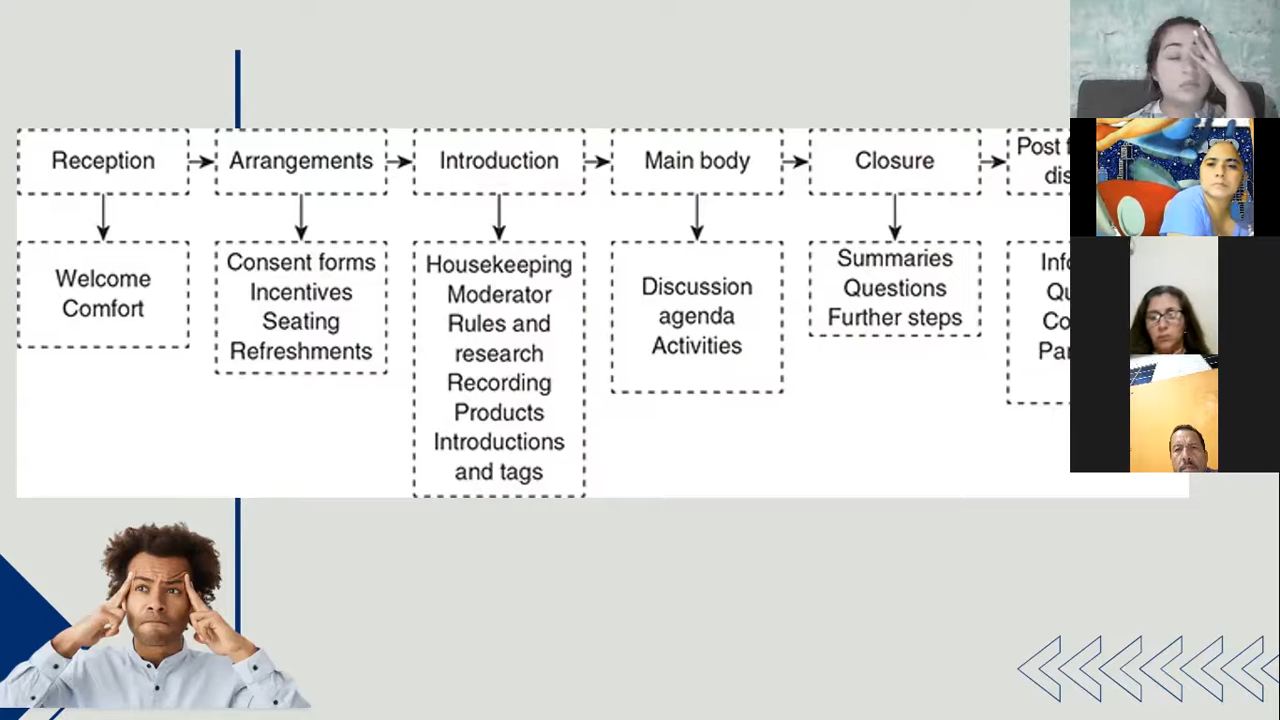 Reception
Arrangements
Introduction
Main body
Closure
Post
Welcome
Comfort
Consent forms
Incentives
Seating
Refreshments
Housekeeping
Moderator
Rules and
research
Recording
Products
Introductions
and tags
Discussion
agenda
Activities
Summaries
Questions
Further steps